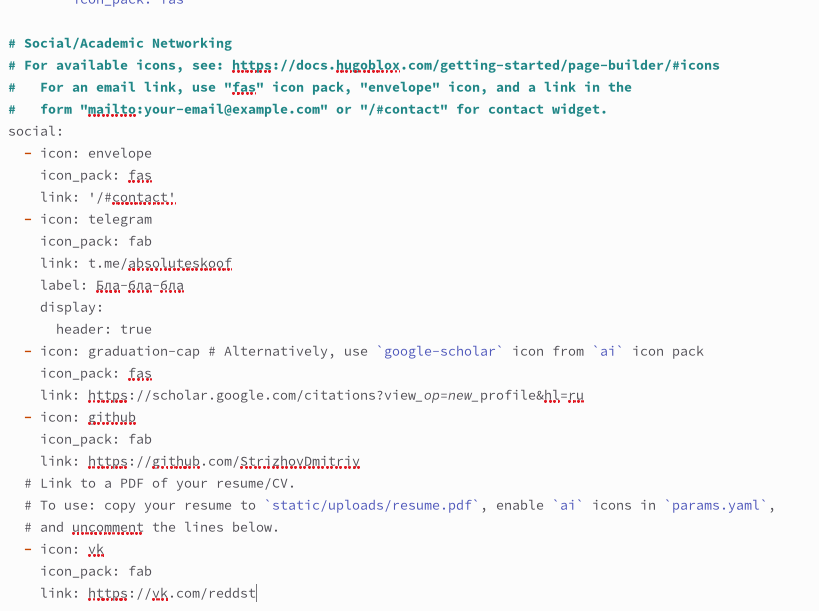 icon_pack: fas
# Social/Academic Networking
# For available icons, see: https://docs.hugoblox.com/getting-started/page-builder/#icons
#   For an email link, use "fas" icon pack, "envelope" icon, and a link in the
#   form "mailto:your-email@example.com" or "/#contact" for contact widget.
social:
  - icon: envelope
    icon_pack: fas
    link: '/#contact'
  - icon: telegram
    icon_pack: fab
    link: t.me/absoluteskoof
    label: Бла-бла-бла
    display:
      header: true
  - icon: graduation-cap # Alternatively, use `google-scholar` icon from `ai` icon pack
    icon_pack: fas
    link: https://scholar.google.com/citations?view_op=new_profile&hl=ru
  - icon: github
    icon_pack: fab
    link: https://github.com/StrizhovDmitriy
  # Link to a PDF of your resume/CV.
  # To use: copy your resume to `static/uploads/resume.pdf`, enable `ai` icons in `params.yaml`,
  # and uncomment the lines below.
  - icon: vk
    icon_pack: fab
    link: https://vk.com/reddst